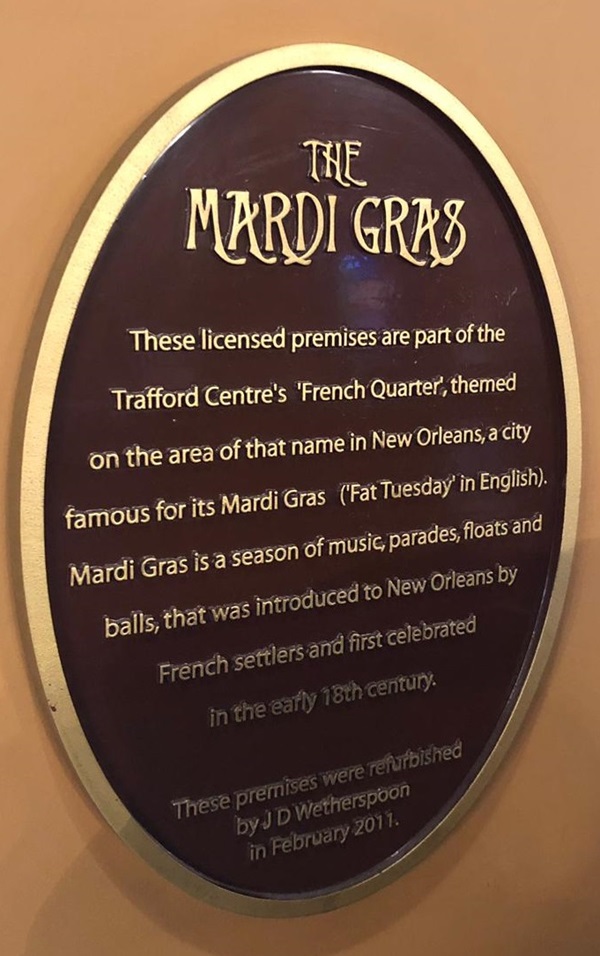 THE
MARDI GRAS
These licensed premises are part of the
Trafford Centre's 'French Quarter', themed
on the area of that name in New Orleans, a city
famous for its Mardi Gras ('Fat Tuesday' in English).
Mardi Gras is a season of music, parades, floats and
balls, that was introduced to New Orleans by
French settlers and first celebrated
in the early 18th century.
These premises were refurbished
by J D Wetherspoon
in February 2011.